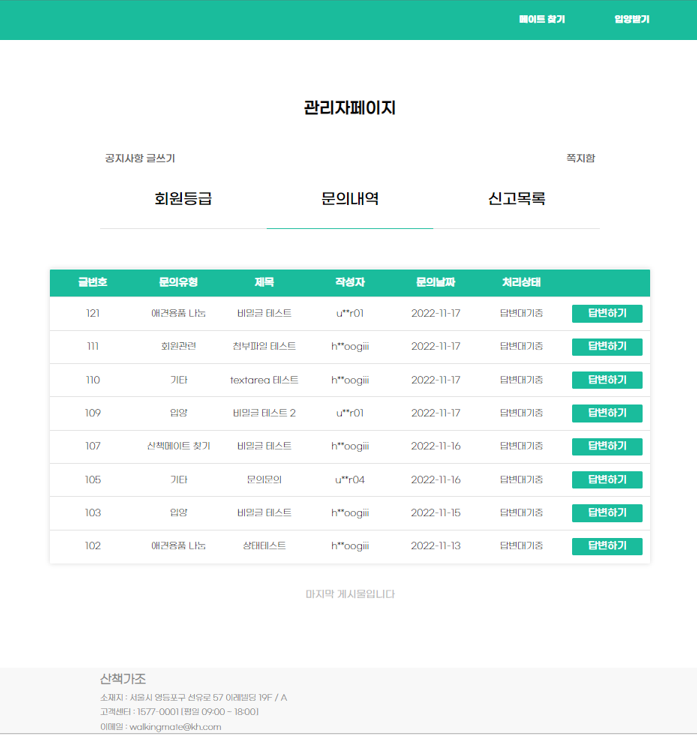 메이트 찾기 입양받기
관리자페이지
공지사항 글쓰기 쪽지함
회원등급 문의내역 신고목록
글번호 문의유형 제목 작성자 문의날짜 처리상태
121 애견용품 나눔 비밀글 테스트 u**r01 2022-11-17 답변대기중 답변하기
111 회원관련 첨부파일 테스트 h**oogiii 2022-11-17 답변대기중 답변하기
110 기타 textarea 테스트 h**oogiii 2022-11-17 답변대기중 답변하기
109 입양 비밀글 테스트 2 u**r01 2022-11-17 답변대기중 답변하기
107 산책메이트 찾기 비밀글 테스트 h**oogiii 2022-11-16 답변대기중 답변하기
105 기타 문의문의 u**r04 2022-11-16 답변대기중 답변하기
103 입양 비밀글 테스트 h**oogiii 2022-11-15 답변대기중 답변하기
102 애견용품 나눔 상태테스트 h**oogiii 2022-11-13 답변대기중 답변하기
마지막 게시물입니다
산책가조
소재지 : 서울시 영등포구 선유로 57 이레빌딩 19F / A
고객센터 : 1577-0001 [평일 09:00 ~ 18:00]
이메일 : walkingmate@kh.com